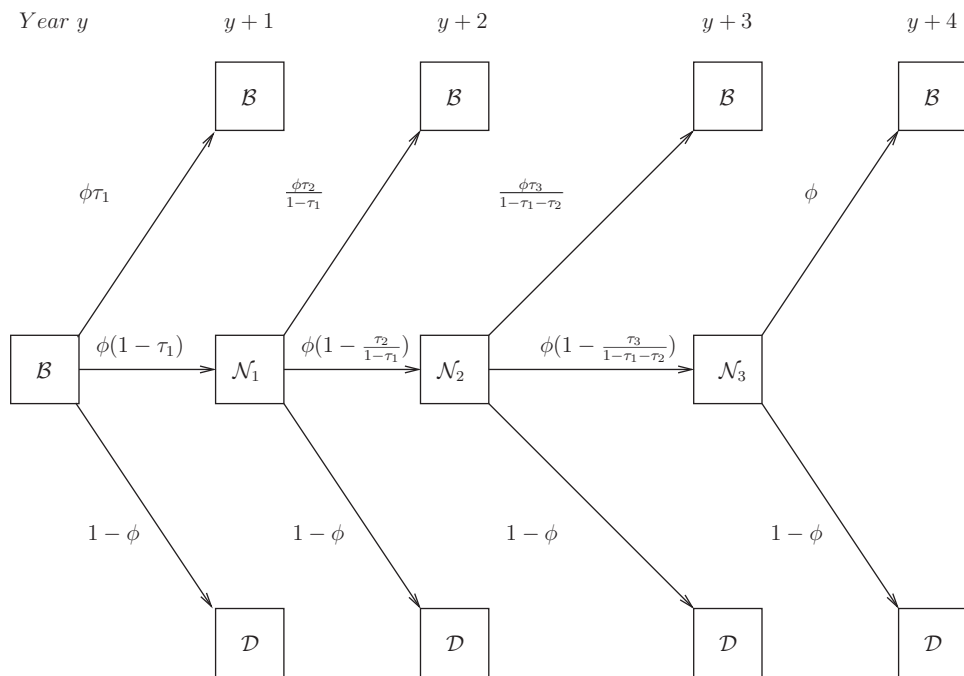 Year y y + 1 y + 2 y + 3 y + 4
B B B B
ϕτ₁ ϕτ₂/(1−τ₁) ϕτ₃/(1−τ₁−τ₂) ϕ
ϕ(1 − τ₁) ϕ(1 − τ₂/(1−τ₁)) ϕ(1 − τ₃/(1−τ₁−τ₂))
B N₁ N₂ N₃
1 − ϕ 1 − ϕ 1 − ϕ 1 − ϕ
D D D D